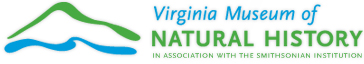 Virginia Museum of
NATURAL HISTORY
IN ASSOCIATION WITH THE SMITHSONIAN INSTITUTION